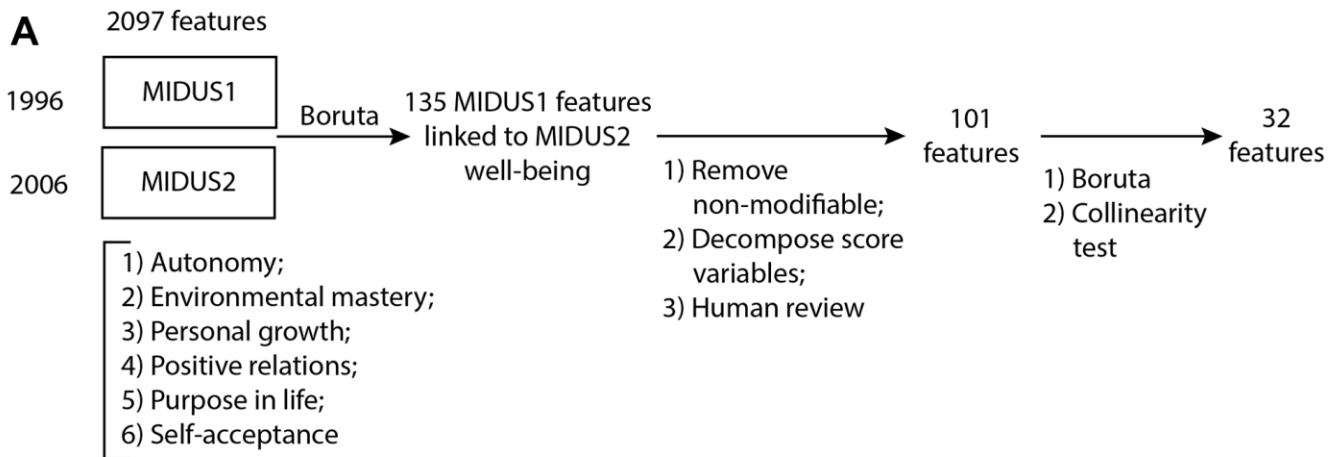 A
2097 features
1996
MIDUS1
2006
MIDUS2
1) Autonomy;
2) Environmental mastery;
3) Personal growth;
4) Positive relations;
5) Purpose in life;
6) Self-acceptance
Boruta
135 MIDUS1 features
linked to MIDUS2
well-being
1) Remove
non-modifiable;
2) Decompose score
variables;
3) Human review
101
features
1) Boruta
2) Collinearity
test
32
features